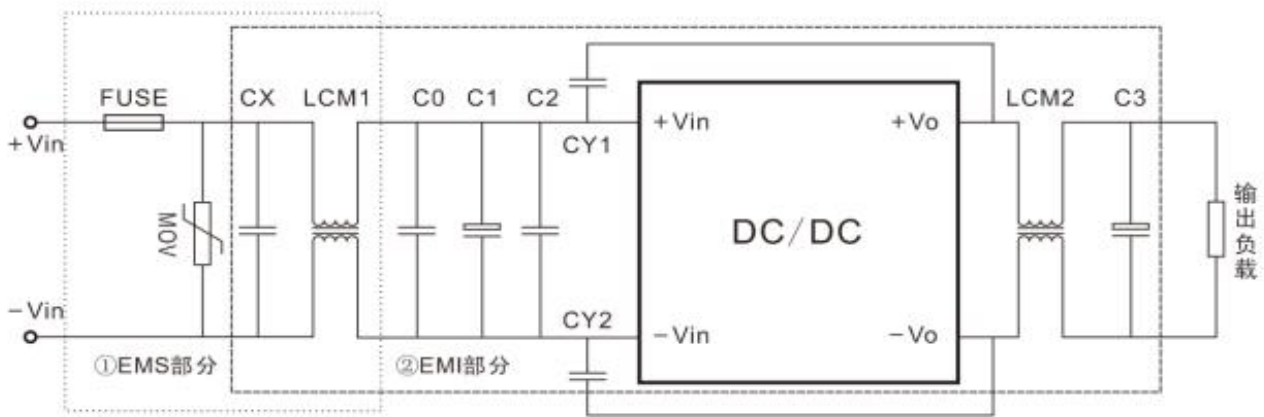 FUSE
CX
LCM1
C0
C1
C2
LCM2
C3
+Vin
CY1
+Vin
+Vo
MOV
DC/DC
输出负载
-Vin
CY2
-Vin
-Vo
①EMS部分
②EMI部分